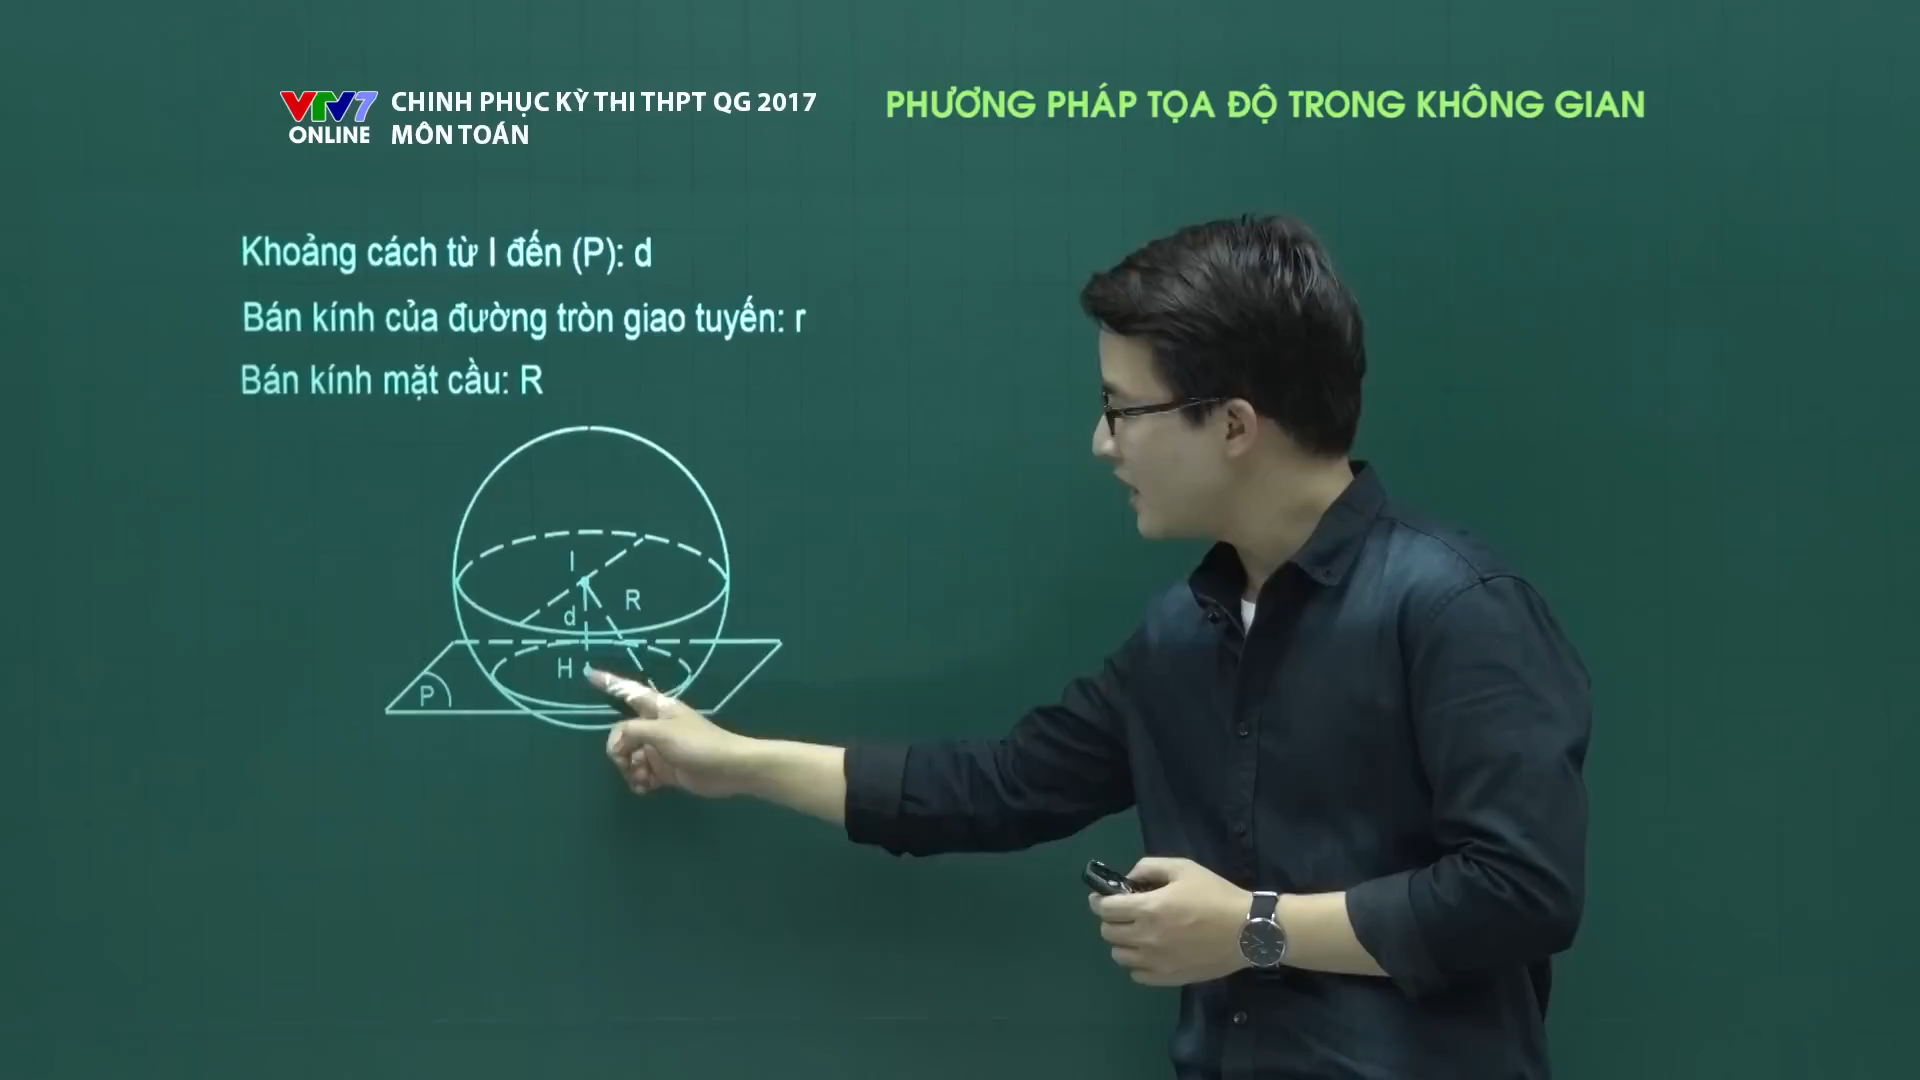 VTV7
ONLINE
CHINH PHỤC KỲ THI THPT QG 2017
MÔN TOÁN
PHƯƠNG PHÁP TỌA ĐỘ TRONG KHÔNG GIAN
Khoảng cách từ I đến (P): d
Bán kính của đường tròn giao tuyến: r
Bán kính mặt cầu: R
I
R
d
H
P